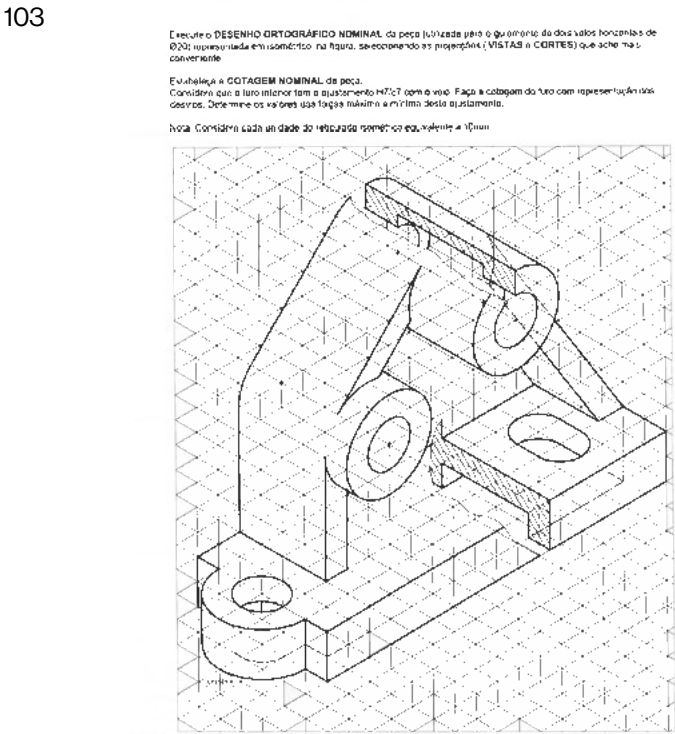 103
Execute o DESENHO ORTOGRÁFICO NOMINAL da peça (utilizada para o guiamento de dois veios horizontais de
Ø20) representada em isométrico na figura, seleccionando as projecções (VISTAS e CORTES) que ache mais
conveniente
Estabeleça a COTAGEM NOMINAL da peça.
Considere que o furo inferior tem o ajustamento com o veio. Faça a cotagem do furo com representação dos
desvios. Determine os valores das folgas máxima e mínima deste ajustamento.
Nota: Considere cada unidade do reticulado isométrico equivalente a 10mm